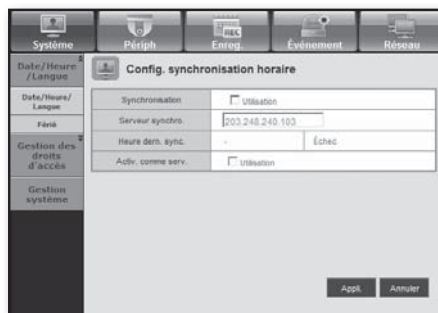 Système Périph Enreg. Événement Réseau
Date/Heure
/Langue
Date/Heure/
Langue
Férié
Gestion des
droits
d'accès
Gestion
système
Config. synchronisation horaire
Synchronisation Utilisation
Serveur synchro. 203.248.240.103
Heure dern. sync. - Échec
Activ. comme serv. Utilisation
Appl. Annuler